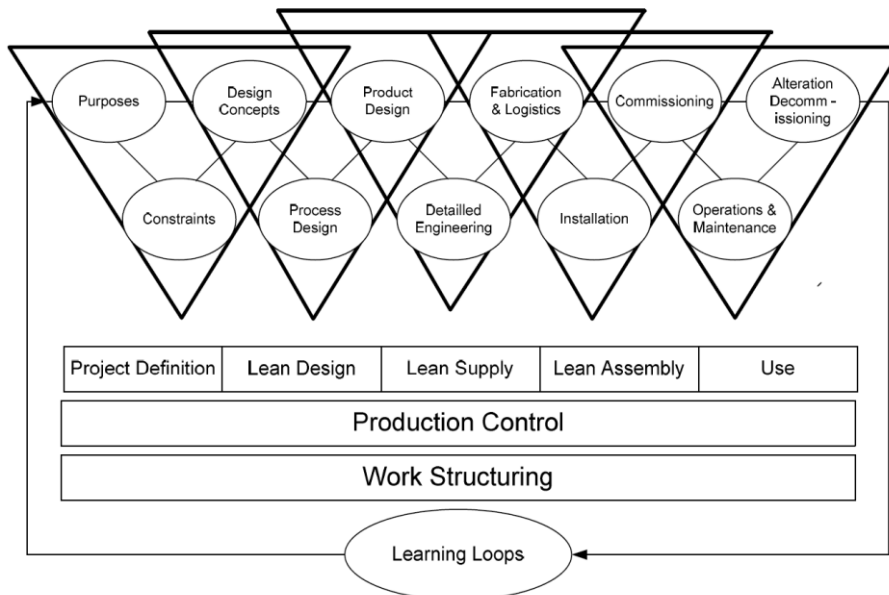 Purposes
Design
Concepts
Product
Design
Fabrication
& Logistics
Commissioning
Alteration
Decomm -
issioning
Constraints
Process
Design
Detailled
Engineering
Installation
Operations &
Maintenance
Project Definition
Lean Design
Lean Supply
Lean Assembly
Use
Production Control
Work Structuring
Learning Loops